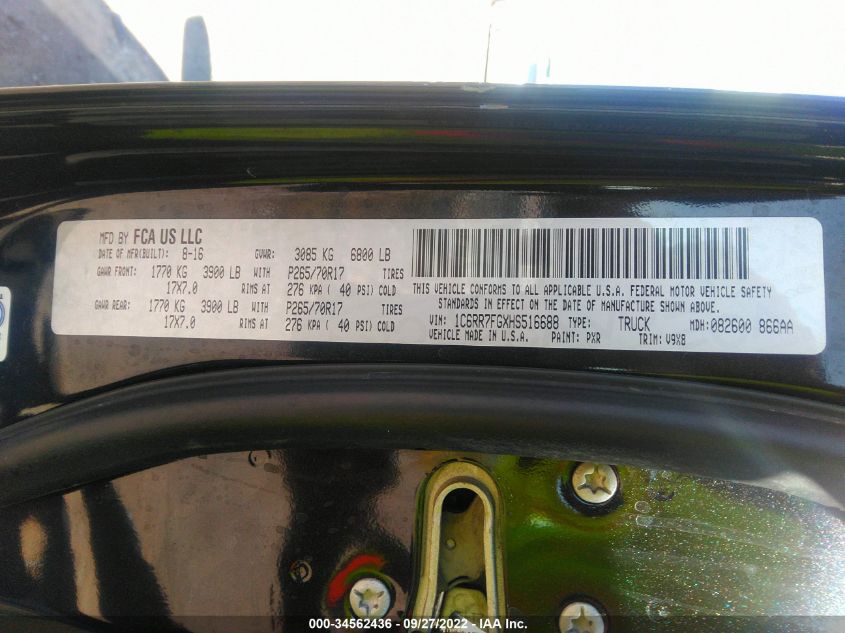 MFD BY FCA US LLC
DATE OF MFR(BUILT): 8-16 GVWR: 3085 KG 6800 LB
GAWR FRONT: 1770 KG 3900 LB WITH P265/70R17 TIRES
17X7.0 RIMS AT 276 KPA ( 40 PSI) COLD
GAWR REAR: 1770 KG 3900 LB WITH P265/70R17 TIRES
17X7.0 RIMS AT 276 KPA ( 40 PSI) COLD
THIS VEHICLE CONFORMS TO ALL APPLICABLE U.S.A. FEDERAL MOTOR VEHICLE SAFETY
STANDARDS IN EFFECT ON THE DATE OF MANUFACTURE SHOWN ABOVE.
VIN: 1C6RR7FGXHS516688 TYPE: TRUCK MDH: 082600 866AA
VEHICLE MADE IN U.S.A. PAINT: PXR TRIM: V9X8
000-34562436 - 09/27/2022 - IAA Inc.